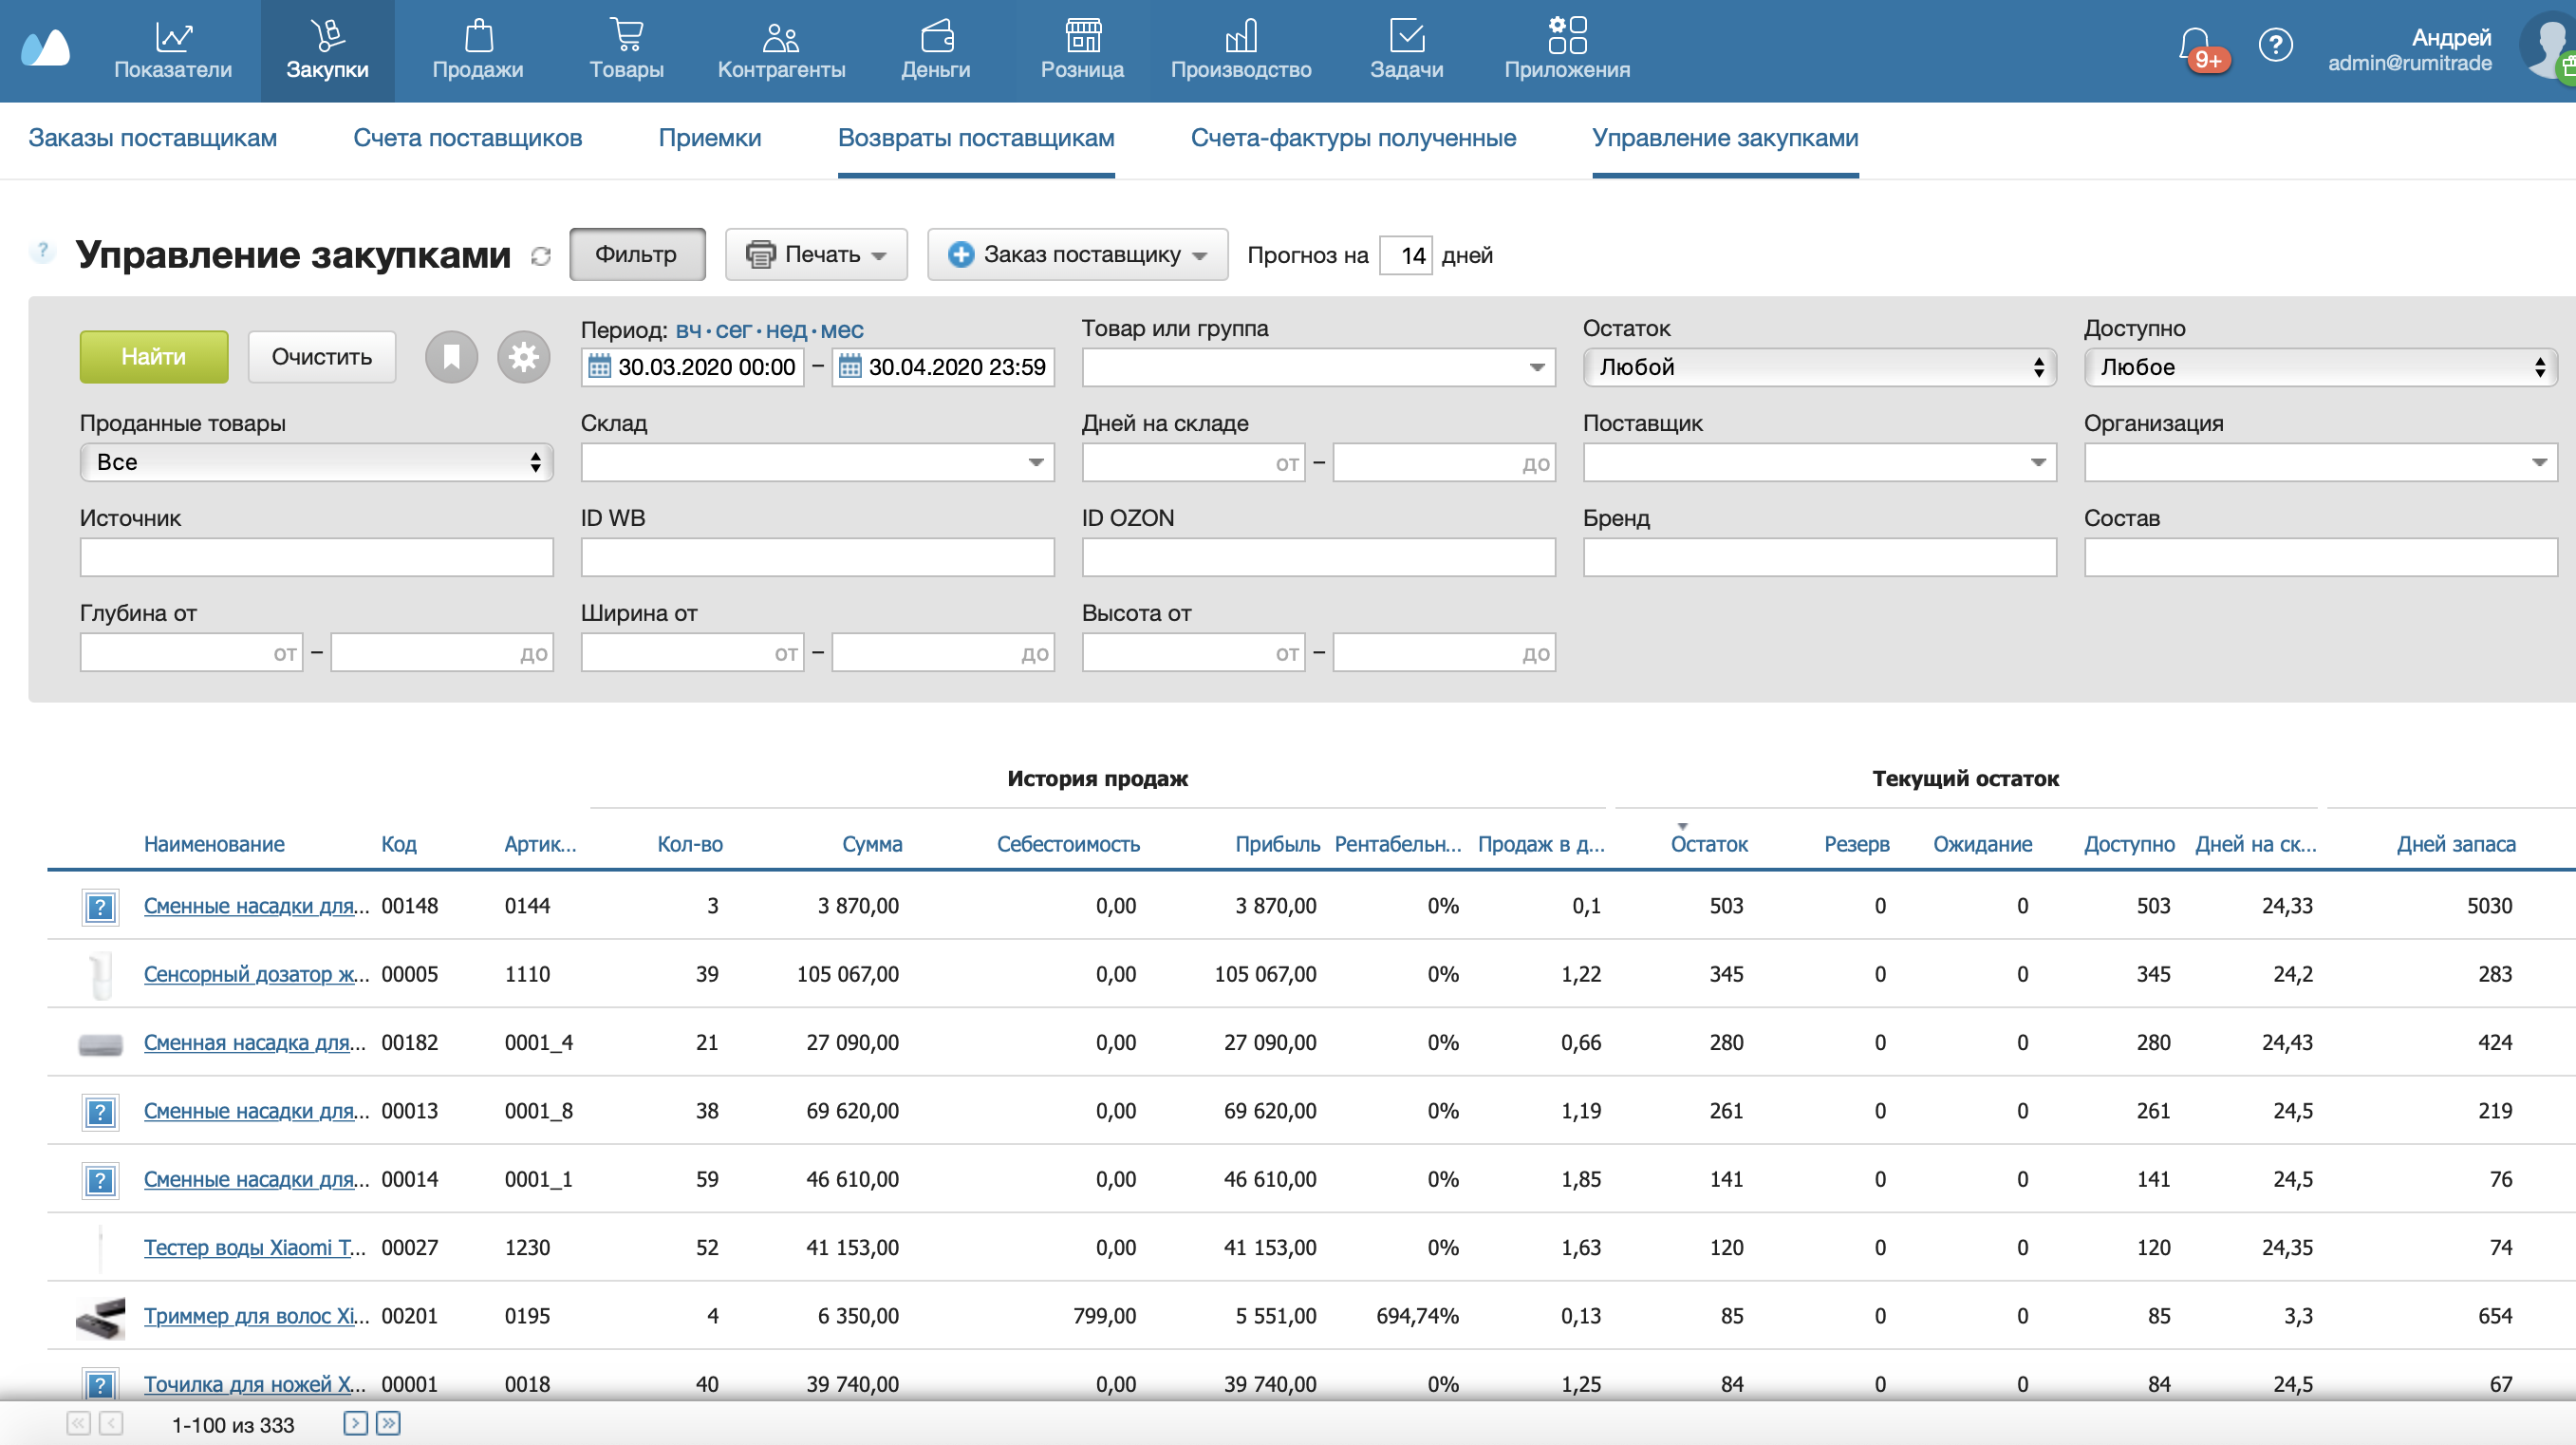 Показатели Закупки Продажи Товары Контрагенты Деньги Розница Производство Задачи Приложения 9+ ? Андрей
admin@rumitrade
Заказы поставщикам Счета поставщиков Приемки Возвраты поставщикам Счета-фактуры полученные Управление закупками
? Управление закупками Фильтр Печать Заказ поставщику Прогноз на 14 дней
Найти Очистить
Период: вч · сег · нед · мес Товар или группа Остаток Доступно
30.03.2020 00:00 – 30.04.2020 23:59 Любой Любое
Проданные товары Склад Дней на складе Поставщик Организация
Все от – до
Источник ID WB ID OZON Бренд Состав
Глубина от Ширина от Высота от
от – до от – до от – до
История продаж Текущий остаток
Наименование Код Артик... Кол-во Сумма Себестоимость Прибыль Рентабельн... Продаж в д... Остаток Резерв Ожидание Доступно Дней на ск... Дней запаса
? Сменные насадки для... 00148 0144 3 3 870,00 0,00 3 870,00 0% 0,1 503 0 0 503 24,33 5030
Сенсорный дозатор ж... 00005 1110 39 105 067,00 0,00 105 067,00 0% 1,22 345 0 0 345 24,2 283
Сменная насадка для... 00182 0001_4 21 27 090,00 0,00 27 090,00 0% 0,66 280 0 0 280 24,43 424
? Сменные насадки для... 00013 0001_8 38 69 620,00 0,00 69 620,00 0% 1,19 261 0 0 261 24,5 219
? Сменные насадки для... 00014 0001_1 59 46 610,00 0,00 46 610,00 0% 1,85 141 0 0 141 24,5 76
Тестер воды Xiaomi T... 00027 1230 52 41 153,00 0,00 41 153,00 0% 1,63 120 0 0 120 24,35 74
Триммер для волос Xi... 00201 0195 4 6 350,00 799,00 5 551,00 694,74% 0,13 85 0 0 85 3,3 654
? Точилка для ножей X... 00001 0018 40 39 740,00 0,00 39 740,00 0% 1,25 84 0 0 84 24,5 67
1-100 из 333